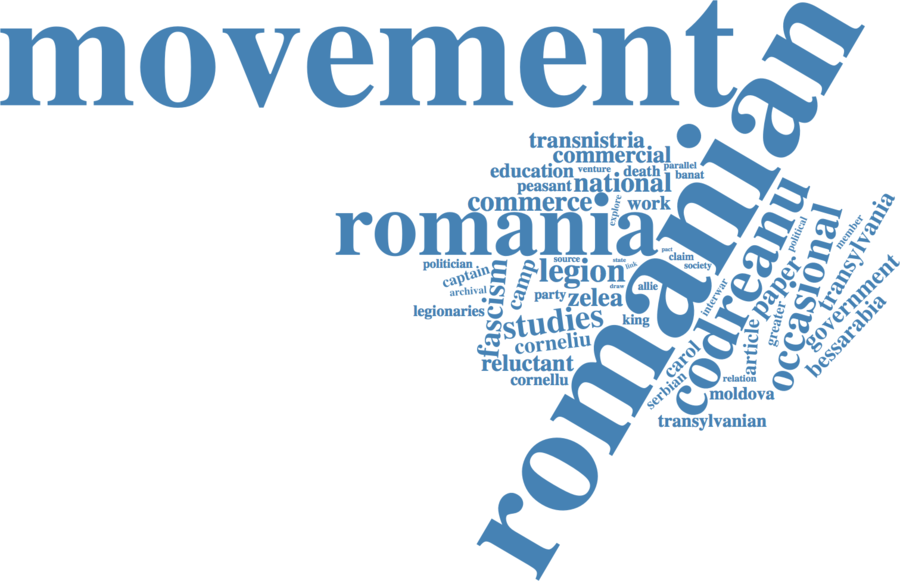 movement
romanian
transnistria
commercial
parallel
education
venture
death
banat
peasant
national
commerce
explore
work
romania
pact
claim
society
politician
source
state
link
captain
archival
legion
draw
allie
fascism
camp
party
zelea
legionaries
king
studies
corneliu
reluctant
cornellu
interwar
codreanu
political
paper
occasional
member
transylvania
greater
government
article
bessarabia
carol
serbian
relation
moldova
transylvanian